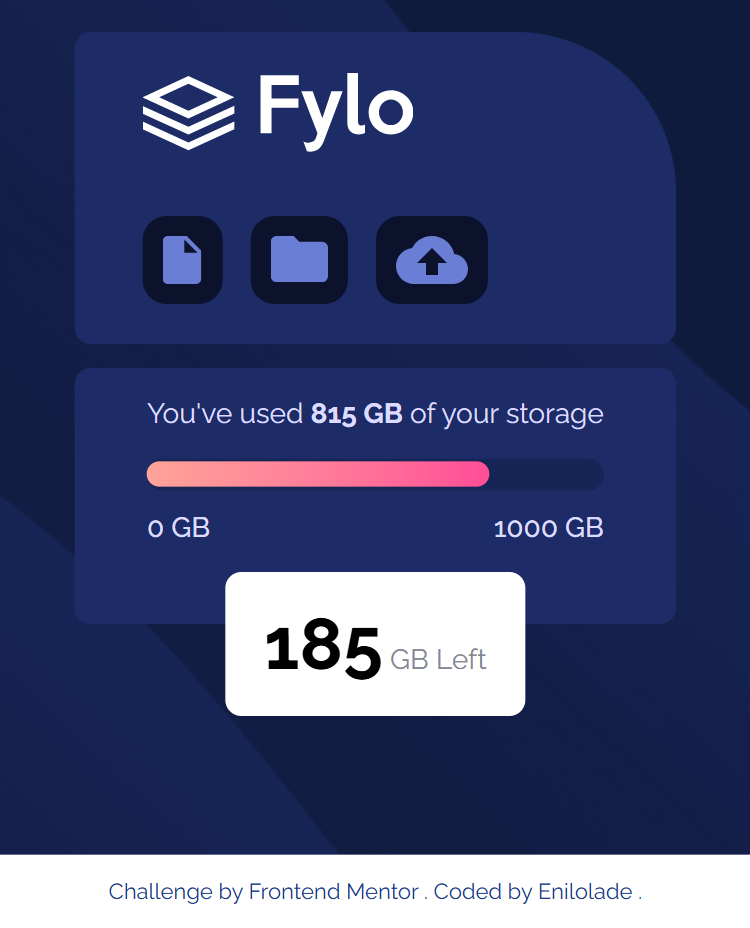 Fylo
You've used 815 GB of your storage
0 GB
1000 GB
185 GB Left
Challenge by Frontend Mentor . Coded by Enilolade .